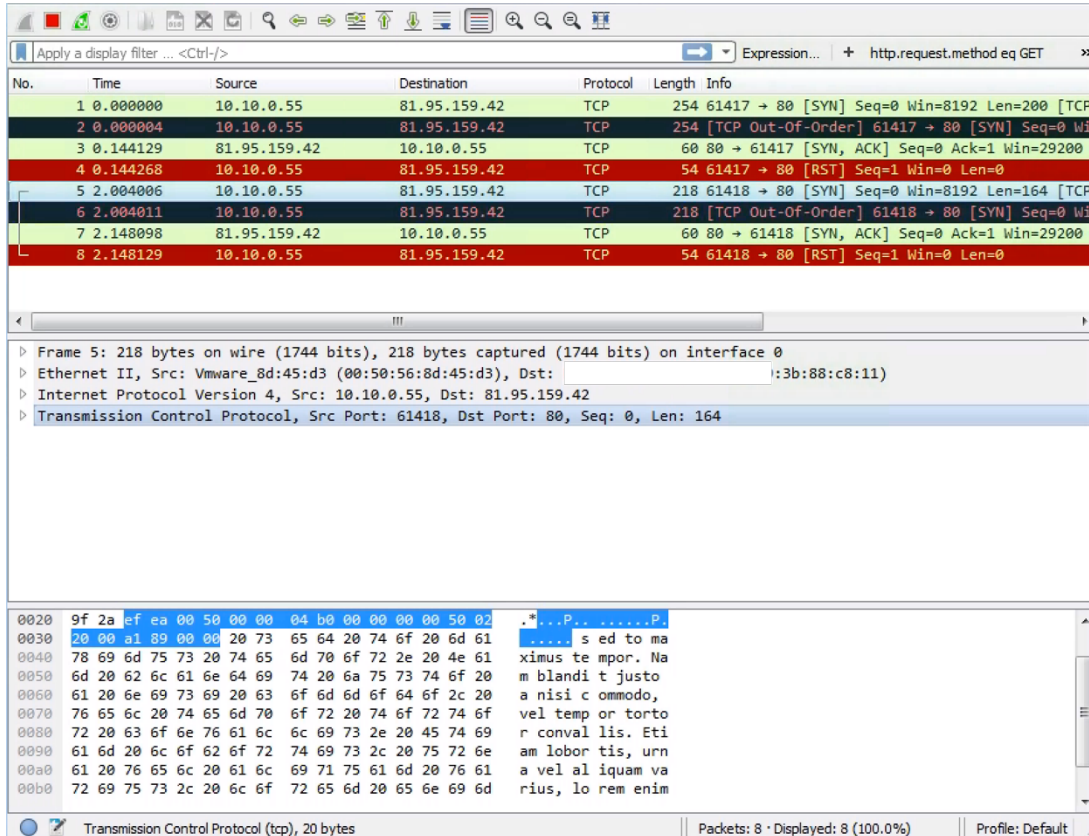 Apply a display filter ... <Ctrl-/> Expression... + http.request.method eq GET »
No. Time Source Destination Protocol Length Info
1 0.000000 10.10.0.55 81.95.159.42 TCP 254 61417 → 80 [SYN] Seq=0 Win=8192 Len=200 [TCP
2 0.000004 10.10.0.55 81.95.159.42 TCP 254 [TCP Out-Of-Order] 61417 → 80 [SYN] Seq=0 Wi
3 0.144129 81.95.159.42 10.10.0.55 TCP 60 80 → 61417 [SYN, ACK] Seq=0 Ack=1 Win=29200
4 0.144268 10.10.0.55 81.95.159.42 TCP 54 61417 → 80 [RST] Seq=1 Win=0 Len=0
5 2.004006 10.10.0.55 81.95.159.42 TCP 218 61418 → 80 [SYN] Seq=0 Win=8192 Len=164 [TCP
6 2.004011 10.10.0.55 81.95.159.42 TCP 218 [TCP Out-Of-Order] 61418 → 80 [SYN] Seq=0 Wi
7 2.148098 81.95.159.42 10.10.0.55 TCP 60 80 → 61418 [SYN, ACK] Seq=0 Ack=1 Win=29200
8 2.148129 10.10.0.55 81.95.159.42 TCP 54 61418 → 80 [RST] Seq=1 Win=0 Len=0
Frame 5: 218 bytes on wire (1744 bits), 218 bytes captured (1744 bits) on interface 0
Ethernet II, Src: Vmware_8d:45:d3 (00:50:56:8d:45:d3), Dst: :3b:88:c8:11)
Internet Protocol Version 4, Src: 10.10.0.55, Dst: 81.95.159.42
Transmission Control Protocol, Src Port: 61418, Dst Port: 80, Seq: 0, Len: 164
0020 9f 2a ef ea 00 50 00 00 04 b0 00 00 00 00 50 02 .*...P.. ......P.
0030 20 00 a1 89 00 00 20 73 65 64 20 74 6f 20 6d 61 ..... s ed to ma
0040 78 69 6d 75 73 20 74 65 6d 70 6f 72 2e 20 4e 61 ximus te mpor. Na
0050 6d 20 62 6c 61 6e 64 69 74 20 6a 75 73 74 6f 20 m blandi t justo
0060 61 20 6e 69 73 69 20 63 6f 6d 6d 6f 64 6f 2c 20 a nisi c ommodo,
0070 76 65 6c 20 74 65 6d 70 6f 72 20 74 6f 72 74 6f vel temp or torto
0080 72 20 63 6f 6e 76 61 6c 6c 69 73 2e 20 45 74 69 r conval lis. Eti
0090 61 6d 20 6c 6f 62 6f 72 74 69 73 2c 20 75 72 6e am lobor tis, urn
00a0 61 20 76 65 6c 20 61 6c 69 71 75 61 6d 20 76 61 a vel al iquam va
00b0 72 69 75 73 2c 20 6c 6f 72 65 6d 20 65 6e 69 6d rius, lo rem enim
Transmission Control Protocol (tcp), 20 bytes Packets: 8 · Displayed: 8 (100.0%) Profile: Default